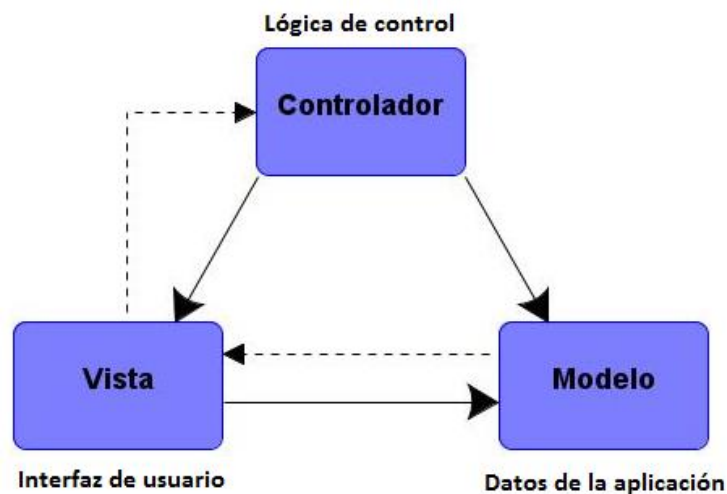 Lógica de control
Controlador
Vista
Modelo
Interfaz de usuario
Datos de la aplicación